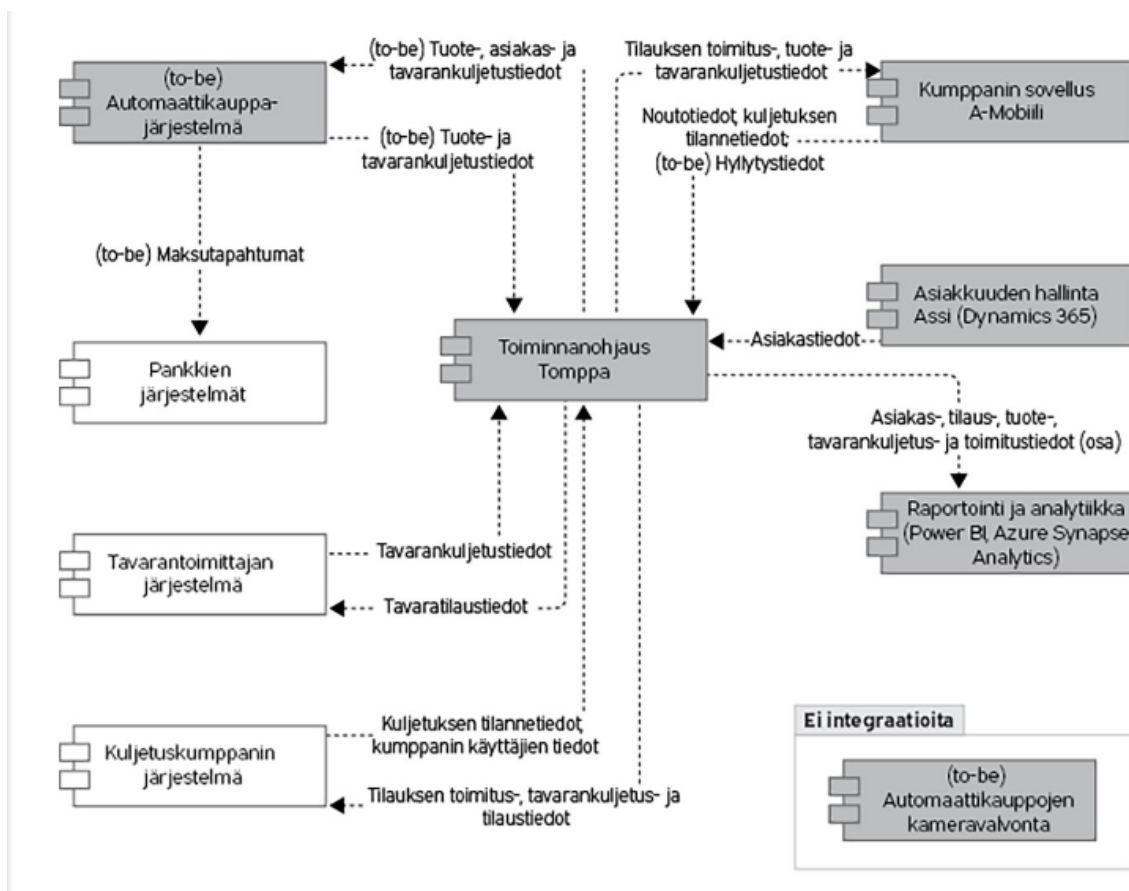 (to-be) Tuote-, asiakas- ja
tavarankuljetustiedot
Tilauksen toimitus-, tuote- ja
tavarankuljetustiedot
(to-be)
Automaattikauppa-
järjestelmä
Kumppanin sovellus
A-Mobiili
(to-be) Tuote- ja
tavarankuljetustiedot
Noutotiedot, kuljetuksen
tilannetiedot,
(to-be) Hyllytystiedot
(to-be) Maksutapahtumat
Asiakkuuden hallinta
Assi (Dynamics 365)
Pankkien
järjestelmät
Toiminnanohjaus
Tomppa
Asiakastiedot
Asiakas-, tilaus-, tuote-,
tavarankuljetus- ja toimitustiedot (osa)
Raportointi ja analytiikka
(Power BI, Azure Synapse
Analytics)
Tavarantoimittajan
järjestelmä
Tavarankuljetustiedot
Tavaratilaustiedot
Kuljetuskumppanin
järjestelmä
Kuljetuksen tilannetiedot,
kumppanin käyttäjien tiedot
Tilauksen toimitus-, tavarankuljetus- ja
tilaustiedot
Ei integraatioita
(to-be)
Automaattikauppojen
kameravalvonta